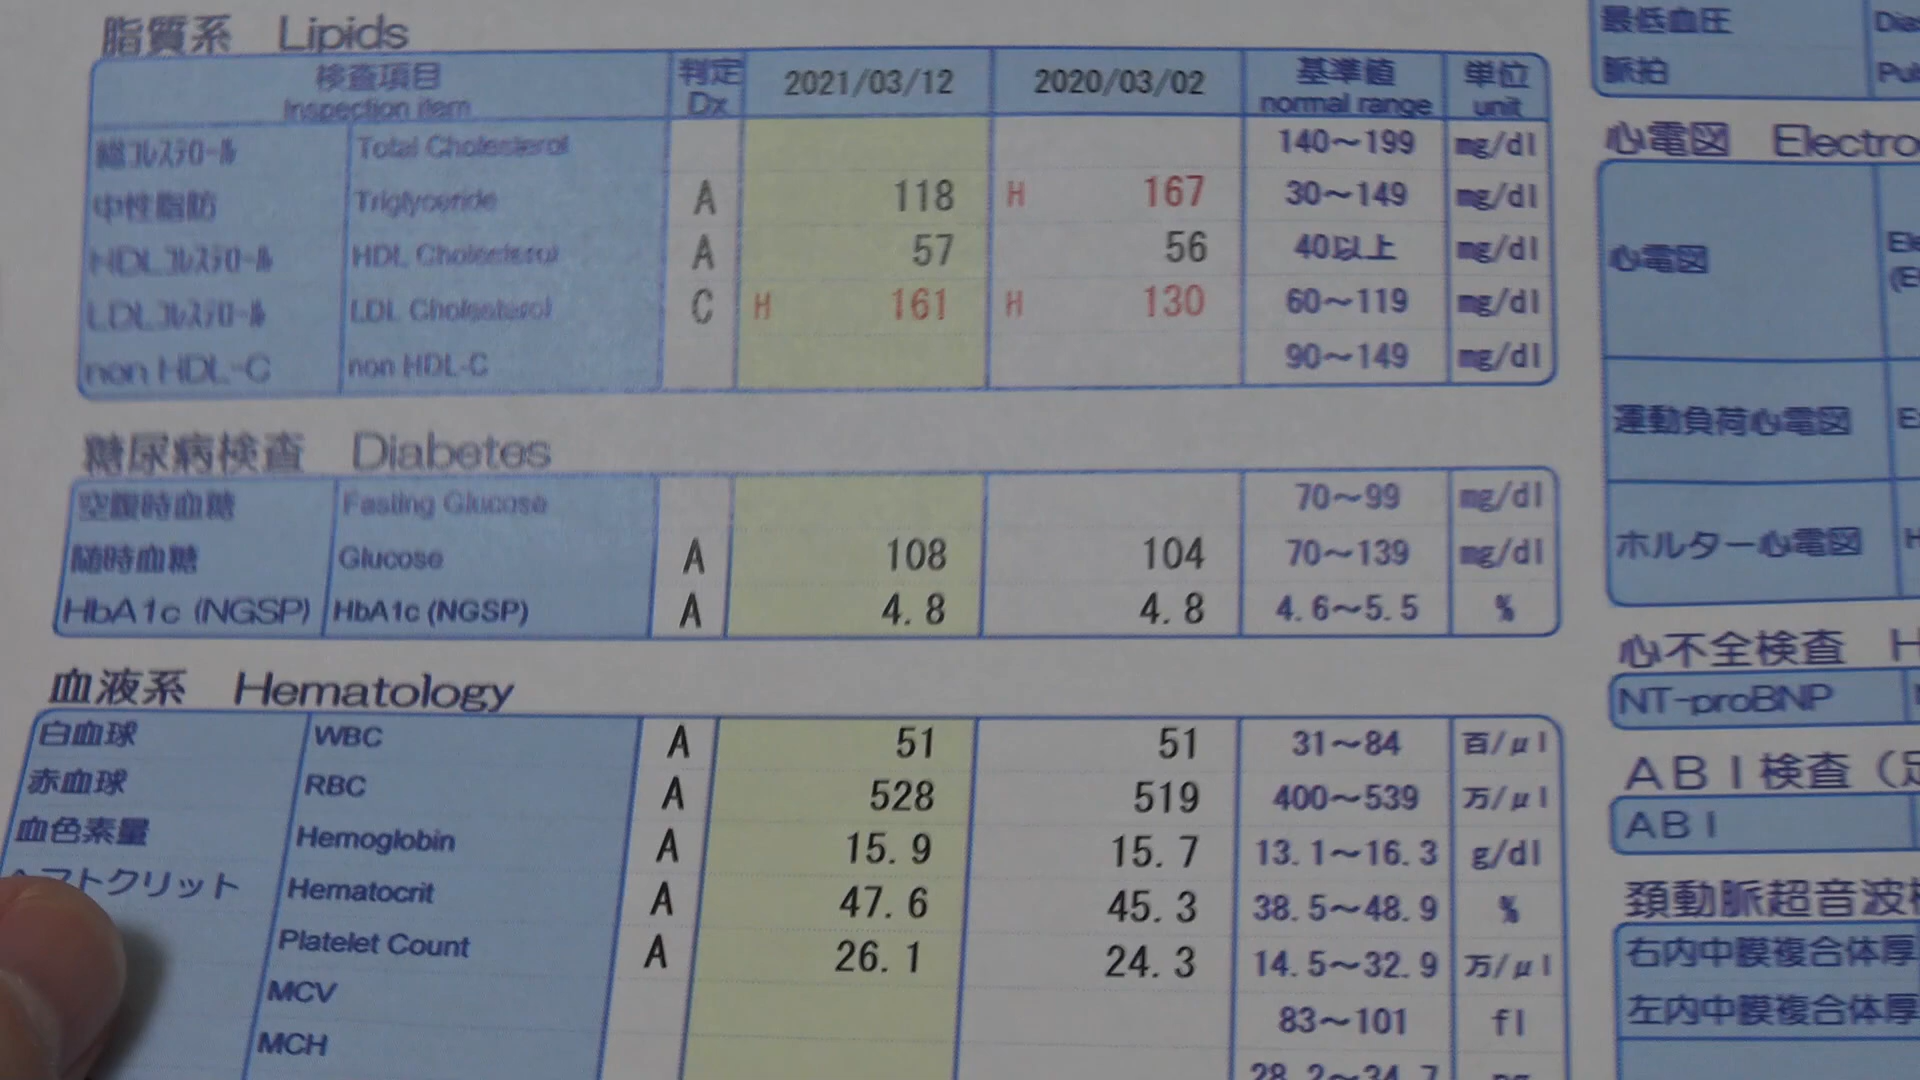 脂質系 Lipids
検査項目 判定 2021/03/12 2020/03/02 基準値 単位
Inspection item Dx normal range unit
総コレステロール Total Cholesterol 140～199 mg/dl
中性脂肪 Triglyceride A 118 H 167 30～149 mg/dl
HDLコレステロール HDL Cholesterol A 57 56 40以上 mg/dl
LDLコレステロール LDL Cholesterol C H 161 H 130 60～119 mg/dl
non HDL-C non HDL-C 90～149 mg/dl
糖尿病検査 Diabetes
空腹時血糖 Fasting Glucose 70～99 mg/dl
随時血糖 Glucose A 108 104 70～139 mg/dl
HbA1c (NGSP) HbA1c (NGSP) A 4.8 4.8 4.6～5.5 %
血液系 Hematology
白血球 WBC A 51 51 31～84 百/μl
赤血球 RBC A 528 519 400～539 万/μl
血色素量 Hemoglobin A 15.9 15.7 13.1～16.3 g/dl
ヘマトクリット Hematocrit A 47.6 45.3 38.5～48.9 %
Platelet Count A 26.1 24.3 14.5～32.9 万/μl
MCV 83～101 fl
MCH 28.2～34.7
最低血圧
脈拍
心電図
心電図
運動負荷心電図
ホルター心電図
心不全検査
NT-proBNP
ABI検査
ABI
頚動脈超音波
右内中膜複合体厚
左内中膜複合体厚